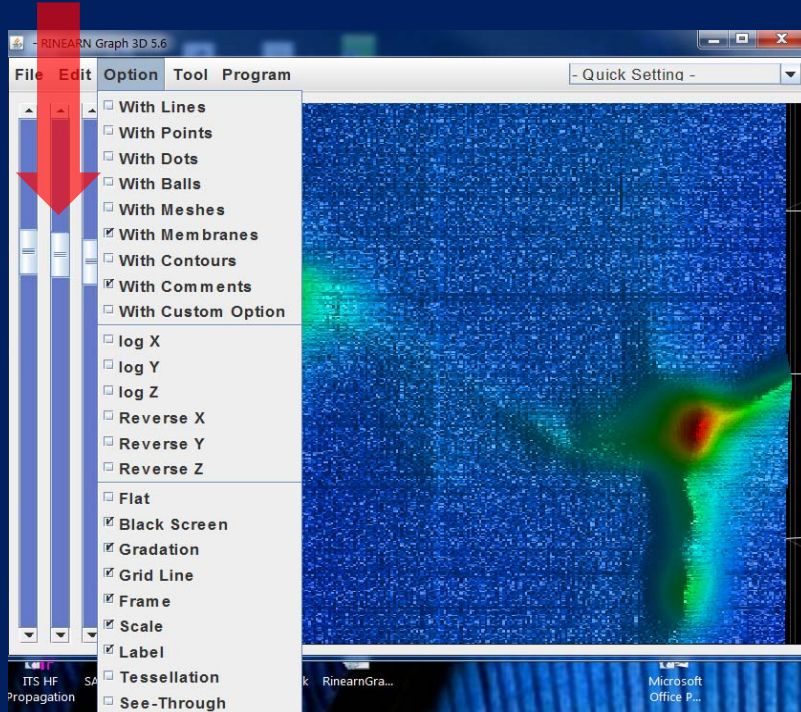 - RINEARN Graph 3D 5.6
File Edit Option Tool Program
- Quick Setting -
With Lines
With Points
With Dots
With Balls
With Meshes
With Membranes
With Contours
With Comments
With Custom Option
log X
log Y
log Z
Reverse X
Reverse Y
Reverse Z
Flat
Black Screen
Gradation
Grid Line
Frame
Scale
Label
Tessellation
See-Through
ITS HF
Propagation
SA
k
RinearnGra...
Microsoft
Office P...